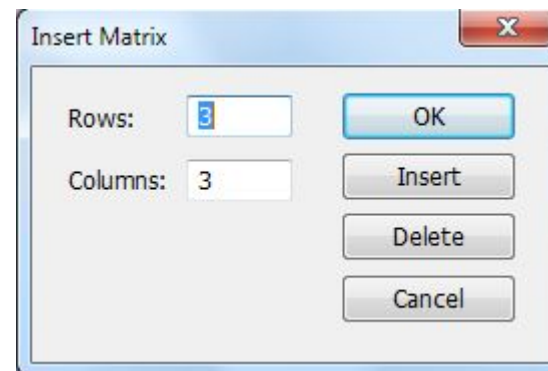 Insert Matrix
Rows: 3 OK
Columns: 3 Insert
Delete
Cancel